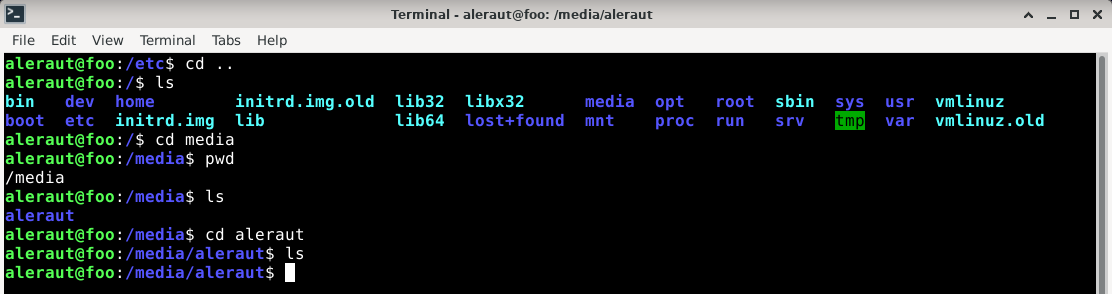 Terminal - aleraut@foo: /media/aleraut
File Edit View Terminal Tabs Help
aleraut@foo:/etc$ cd ..
aleraut@foo:/$ ls
bin dev home initrd.img.old lib32 libx32 media opt root sbin sys usr vmlinuz
boot etc initrd.img lib lib64 lost+found mnt proc run srv tmp var vmlinuz.old
aleraut@foo:/$ cd media
aleraut@foo:/media$ pwd
/media
aleraut@foo:/media$ ls
aleraut
aleraut@foo:/media$ cd aleraut
aleraut@foo:/media/aleraut$ ls
aleraut@foo:/media/aleraut$